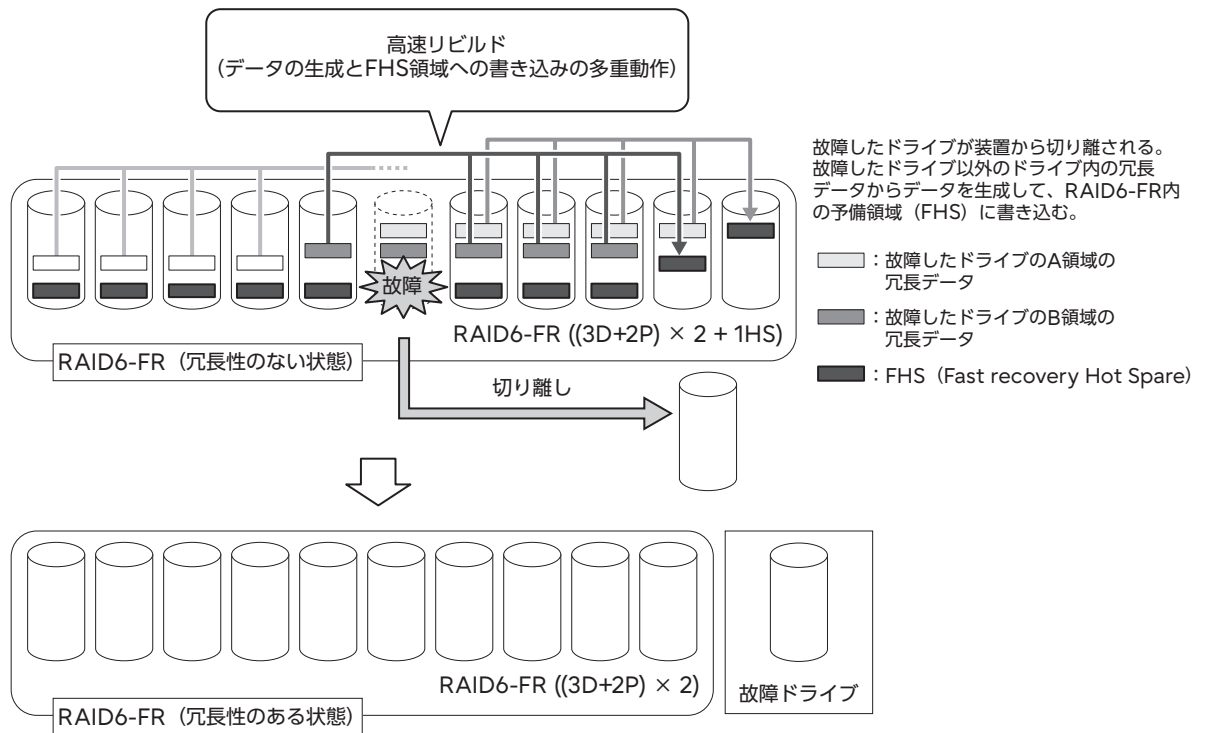 高速リビルド
(データの生成とFHS領域への書き込みの多重動作)
故障したドライブが装置から切り離される。
故障したドライブ以外のドライブ内の冗長
データからデータを生成して、RAID6-FR内
の予備領域(FHS)に書き込む。
:故障したドライブのA領域の
冗長データ
:故障したドライブのB領域の
冗長データ
:FHS(Fast recovery Hot Spare)
故障
RAID6-FR ((3D+2P) × 2 + 1HS)
RAID6-FR(冗長性のない状態)
切り離し
RAID6-FR ((3D+2P) × 2)
故障ドライブ
RAID6-FR(冗長性のある状態)